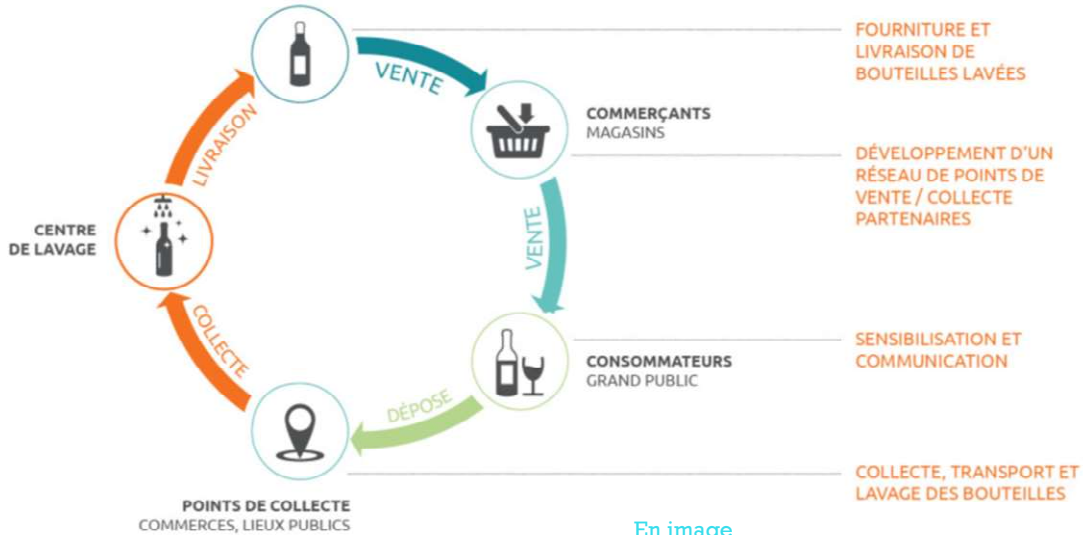 FOURNITURE ET
LIVRAISON DE
BOUTEILLES LAVÉES
VENTE
COMMERÇANTS
MAGASINS
DÉVELOPPEMENT D'UN
RÉSEAU DE POINTS DE
VENTE / COLLECTE
PARTENAIRES
LIVRAISON
CENTRE
DE LAVAGE
VENTE
COLLECTE
CONSOMMATEURS
GRAND PUBLIC
SENSIBILISATION ET
COMMUNICATION
DÉPOSE
POINTS DE COLLECTE
COMMERCES, LIEUX PUBLICS
COLLECTE, TRANSPORT ET
LAVAGE DES BOUTEILLES
En image